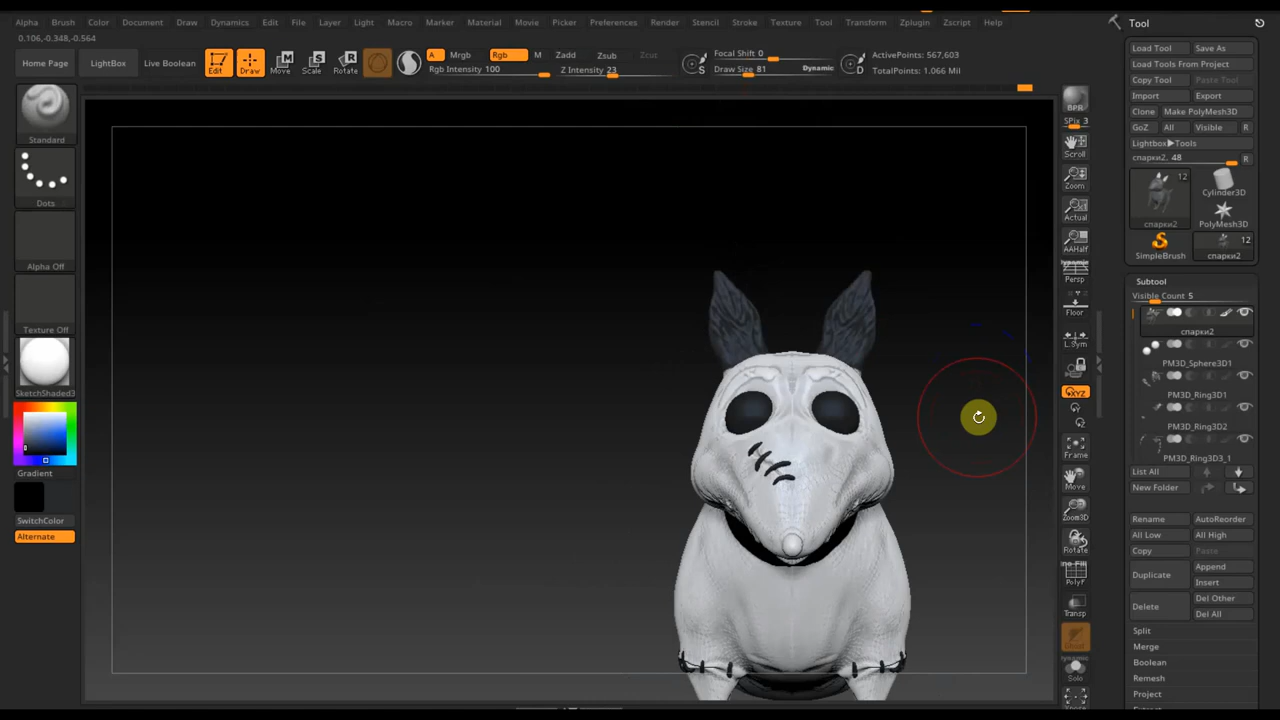 Alpha Brush Color Document Draw Dynamics Edit File Layer Light Macro Marker Material Movie Picker Preferences Render Stencil Stroke Texture Tool Transform Zplugin Zscript Help
Tool
0.106,-0.348,-0.564
Home Page
LightBox
Live Boolean
Edit
Draw
Move
Scale
Rotate
A
Mrgb
Rgb
M
Zadd
Zsub
Zcut
Rgb Intensity 100
Z Intensity 23
S
Focal Shift 0
Draw Size 81
Dynamic
D
ActivePoints: 567,603
TotalPoints: 1.066 Mil
Standard
Dots
Alpha Off
Texture Off
SketchShaded3
Gradient
SwitchColor
Alternate
BPR
SPix 3
Scroll
Zoom
Actual
AAHalf
Dynamic
Persp
Floor
L.Sym
XYZ
Frame
Move
Zoom3D
Rotate
PolyF
Transp
Dynamic
Solo
Xpose
Load Tool
Save As
Load Tools From Project
Copy Tool
Paste Tool
Import
Export
Clone
Make PolyMesh3D
GoZ
All
Visible
R
Lightbox▶Tools
спарки2. 48
R
12
Cylinder3D
спарки2
PolyMesh3D
SimpleBrush
12
спарки2
Subtool
Visible Count 5
спарки2
PM3D_Sphere3D1
PM3D_Ring3D1
PM3D_Ring3D2
PM3D_Ring3D3_1
List All
New Folder
Rename
AutoReorder
All Low
All High
Copy
Paste
Duplicate
Append
Insert
Delete
Del Other
Del All
Split
Merge
Boolean
Remesh
Project